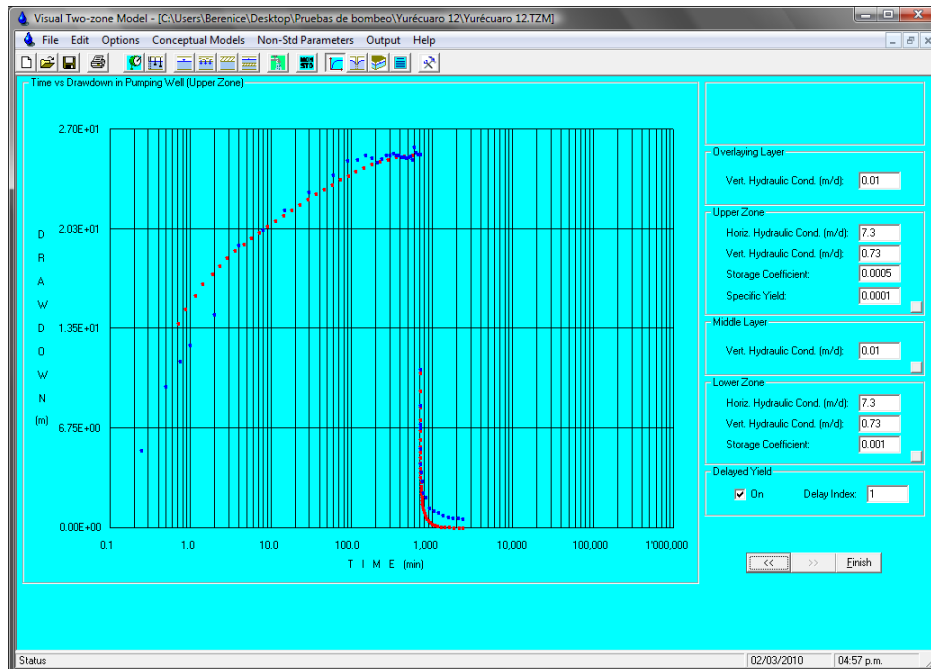 Visual Two-zone Model - [C:\Users\Berenice\Desktop\Pruebas de bombeo\Yurécuaro 12\Yurécuaro 12.TZM]
File Edit Options Conceptual Models Non-Std Parameters Output Help
NON STD
Time vs Drawdown in Pumping Well (Upper Zone)
2.70E+01
2.03E+01
1.35E+01
6.75E+00
0.00E+00
D R A W D O W N (m)
0.1 1.0 10.0 100.0 1,000 10,000 100,000 1'000,000
T I M E (min)
Overlaying Layer
Vert. Hydraulic Cond. (m/d): 0.01
Upper Zone
Horiz. Hydraulic Cond. (m/d): 7.3
Vert. Hydraulic Cond. (m/d): 0.73
Storage Coefficient: 0.0005
Specific Yield: 0.0001
Middle Layer
Vert. Hydraulic Cond. (m/d): 0.01
Lower Zone
Horiz. Hydraulic Cond. (m/d): 7.3
Vert. Hydraulic Cond. (m/d): 0.73
Storage Coefficient: 0.001
Delayed Yield
On Delay Index: 1
<< >> Finish
Status 02/03/2010 04:57 p.m.